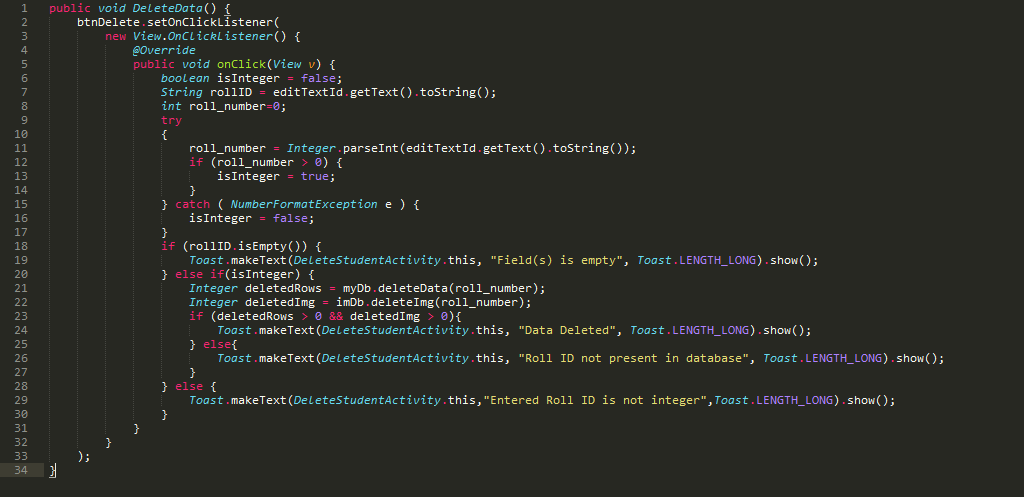 1 public void DeleteData() {
2 btnDelete.setOnClickListener(
3 new View.OnClickListener() {
4 @Override
5 public void onClick(View v) {
6 boolean isInteger = false;
7 String rollID = editTextId.getText().toString();
8 int roll_number=0;
9 try
10 {
11 roll_number = Integer.parseInt(editTextId.getText().toString());
12 if (roll_number > 0) {
13 isInteger = true;
14 }
15 } catch ( NumberFormatException e ) {
16 isInteger = false;
17 }
18 if (rollID.isEmpty()) {
19 Toast.makeText(DeleteStudentActivity.this, "Field(s) is empty", Toast.LENGTH_LONG).show();
20 } else if(isInteger) {
21 Integer deletedRows = myDb.deleteData(roll_number);
22 Integer deletedImg = imDb.deleteImg(roll_number);
23 if (deletedRows > 0 && deletedImg > 0){
24 Toast.makeText(DeleteStudentActivity.this, "Data Deleted", Toast.LENGTH_LONG).show();
25 } else{
26 Toast.makeText(DeleteStudentActivity.this, "Roll ID not present in database", Toast.LENGTH_LONG).show();
27 }
28 } else {
29 Toast.makeText(DeleteStudentActivity.this,"Entered Roll ID is not integer",Toast.LENGTH_LONG).show();
30 }
31 }
32 }
33 );
34 }